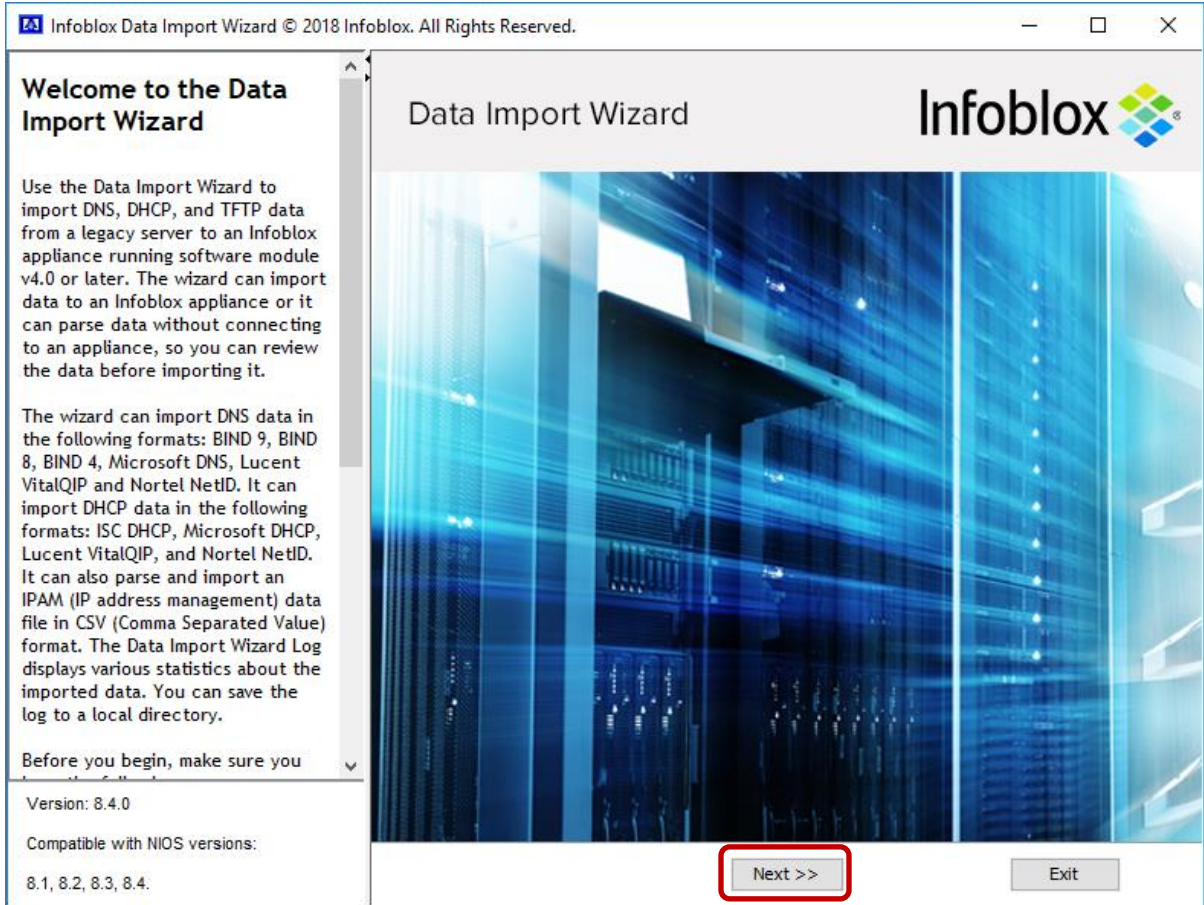 Infoblox Data Import Wizard © 2018 Infoblox. All Rights Reserved.
Welcome to the Data
Import Wizard
Use the Data Import Wizard to
import DNS, DHCP, and TFTP data
from a legacy server to an Infoblox
appliance running software module
v4.0 or later. The wizard can import
data to an Infoblox appliance or it
can parse data without connecting
to an appliance, so you can review
the data before importing it.
The wizard can import DNS data in
the following formats: BIND 9, BIND
8, BIND 4, Microsoft DNS, Lucent
VitalQIP and Nortel NetID. It can
import DHCP data in the following
formats: ISC DHCP, Microsoft DHCP,
Lucent VitalQIP, and Nortel NetID.
It can also parse and import an
IPAM (IP address management) data
file in CSV (Comma Separated Value)
format. The Data Import Wizard Log
displays various statistics about the
imported data. You can save the
log to a local directory.
Before you begin, make sure you
Version: 8.4.0
Compatible with NIOS versions:
8.1, 8.2, 8.3, 8.4.
Data Import Wizard
Infoblox ®
Next >>
Exit